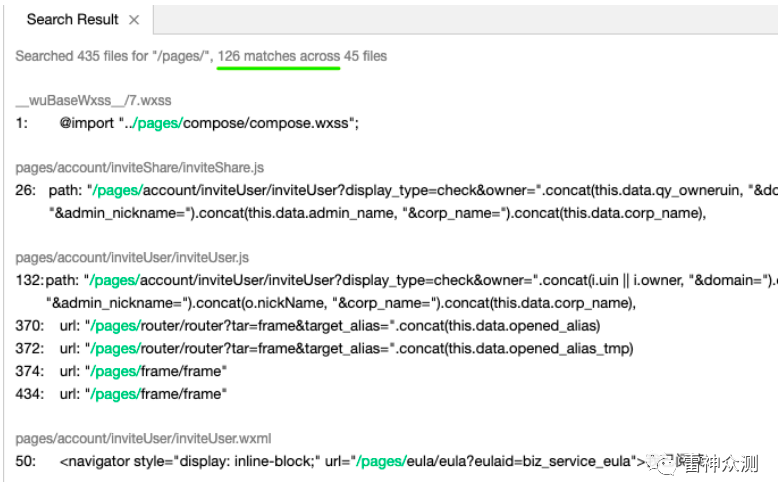 Search Result ×
Searched 435 files for "/pages/", 126 matches across 45 files
__wuBaseWxss__/7.wxss
1: @import "../pages/compose/compose.wxss";
pages/account/inviteShare/inviteShare.js
26: path: "/pages/account/inviteUser/inviteUser?display_type=check&owner=".concat(this.data.qy_owneruin, "&do
"&admin_nickname=").concat(this.data.admin_name, "&corp_name=").concat(this.data.corp_name),
pages/account/inviteUser/inviteUser.js
132: path: "/pages/account/inviteUser/inviteUser?display_type=check&owner=".concat(i.uin || i.owner, "&domain=").
"&admin_nickname=").concat(o.nickName, "&corp_name=").concat(this.data.corp_name),
370: url: "/pages/router/router?tar=frame&target_alias=".concat(this.data.opened_alias)
372: url: "/pages/router/router?tar=frame&target_alias=".concat(this.data.opened_alias_tmp)
374: url: "/pages/frame/frame"
434: url: "/pages/frame/frame"
pages/account/inviteUser/inviteUser.wxml
50: <navigator style="display: inline-block;" url="/pages/eula/eula?eulaid=biz_service_eula">
雷神众测